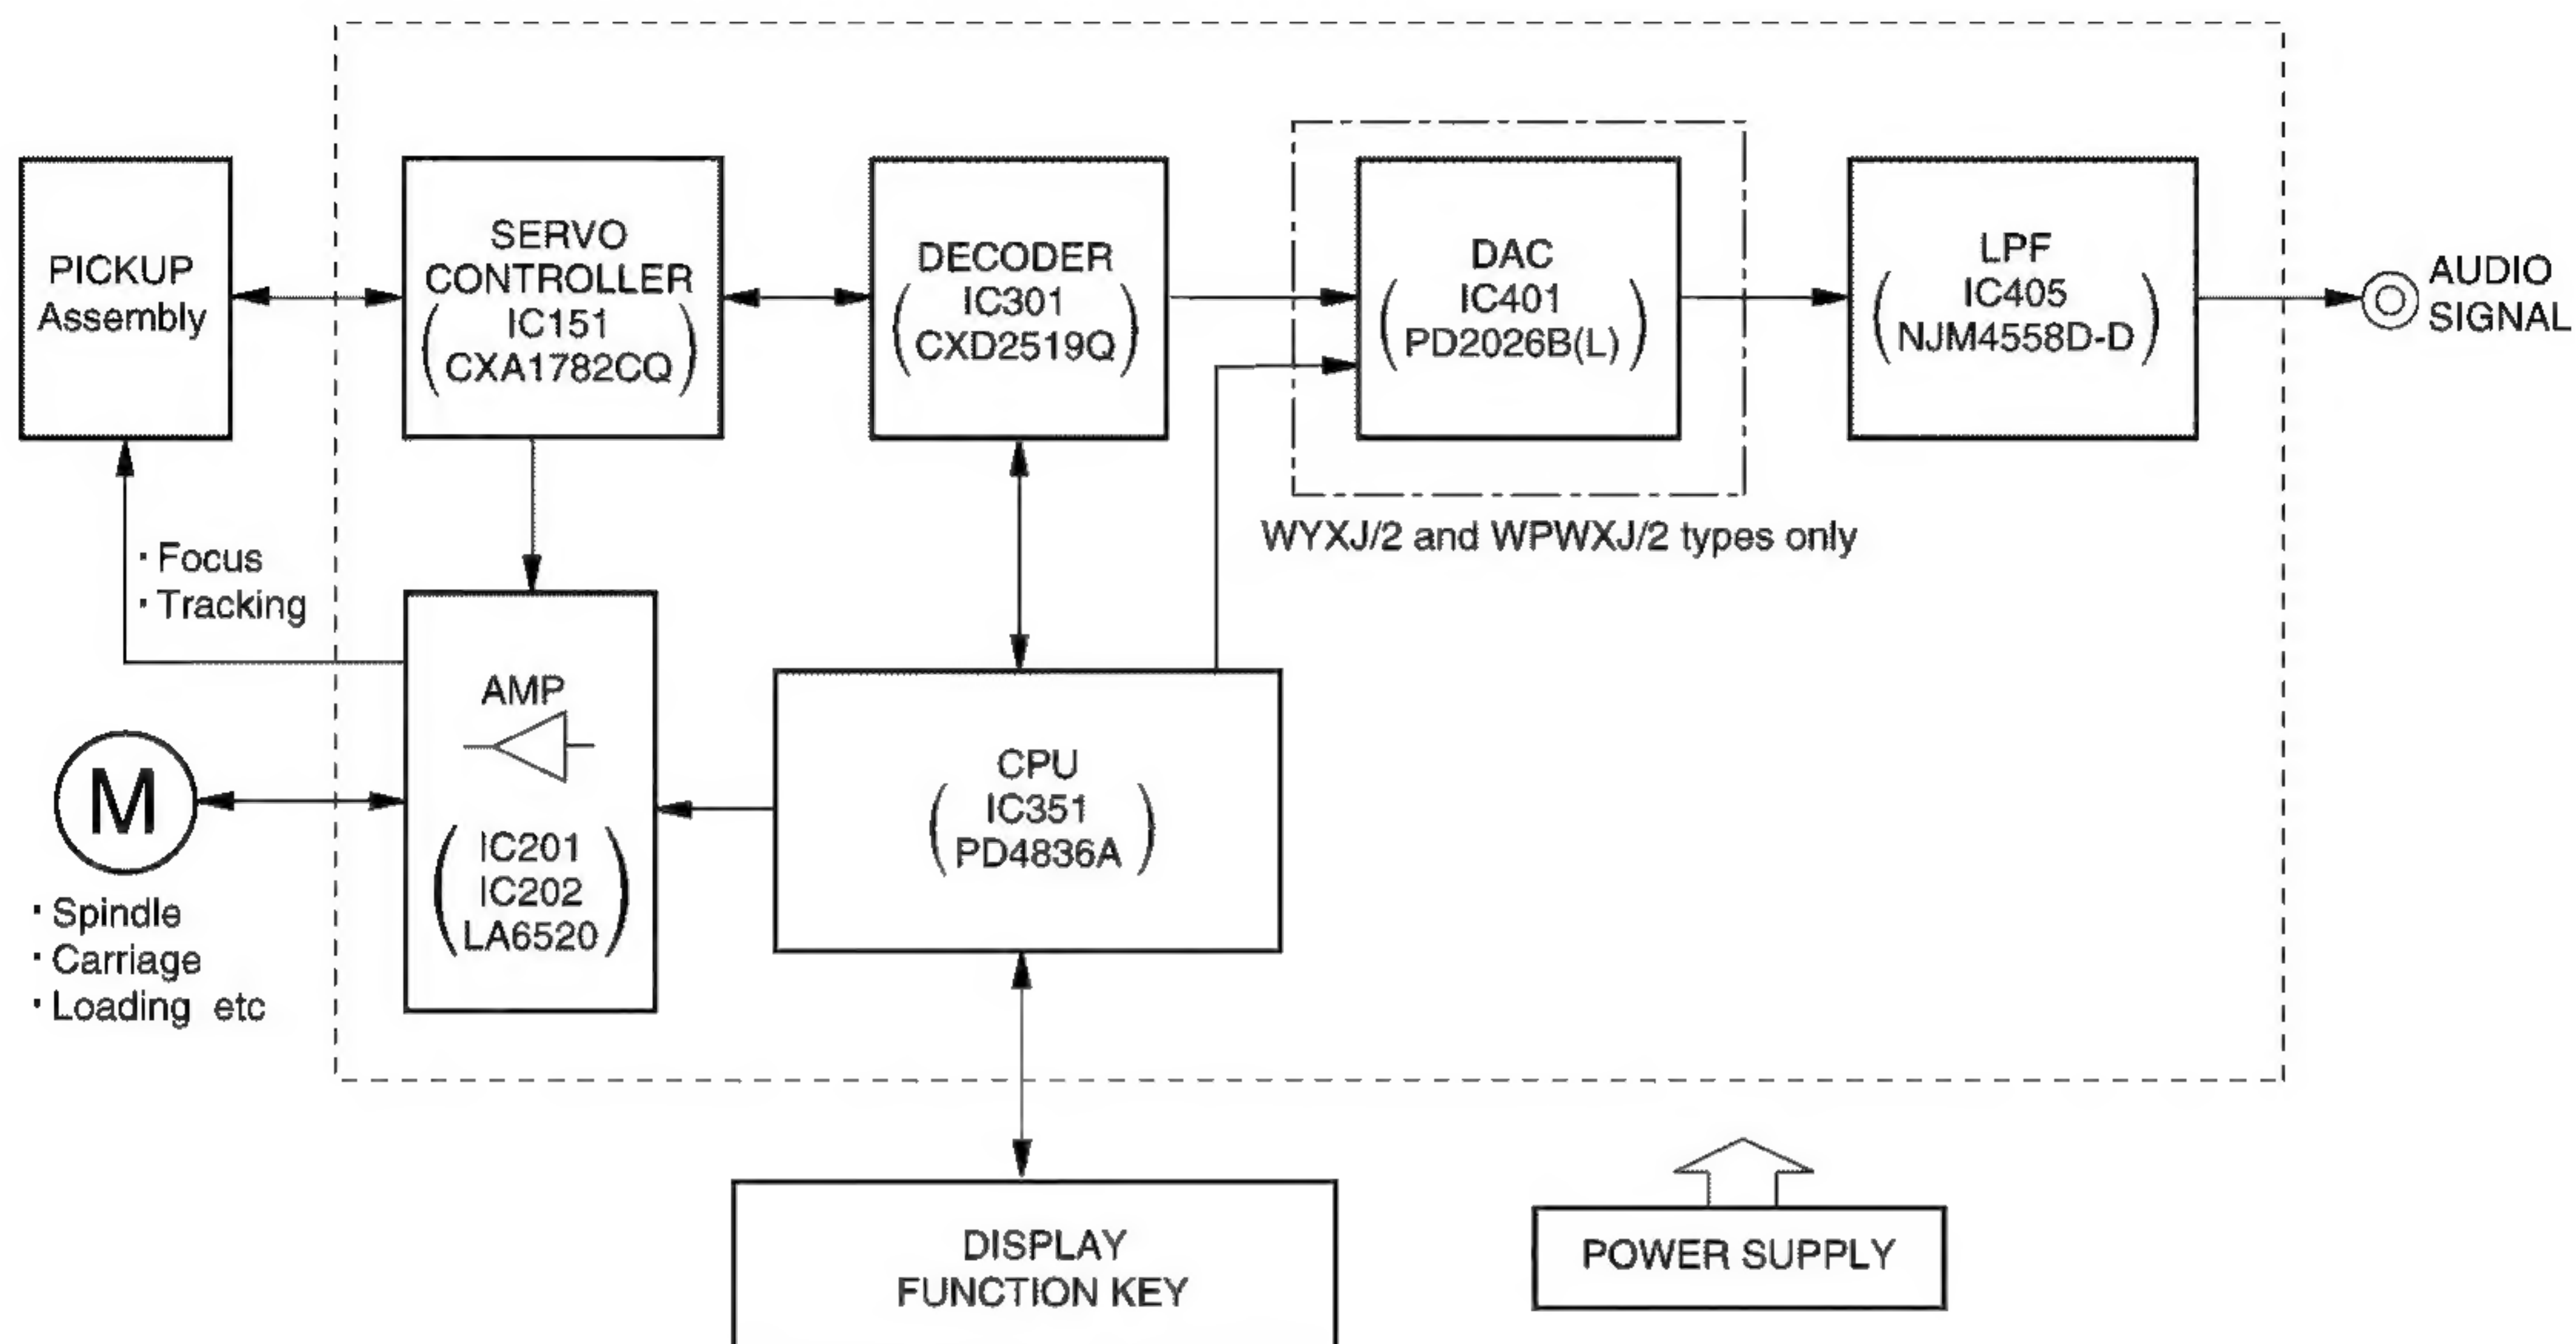 PICKUP
Assembly
SERVO
CONTROLLER
IC151
CXA1782CQ
DECODER
IC301
CXD2519Q
DAC
IC401
PD2026B(L)
LPF
IC405
NJM4558D-D
AUDIO
SIGNAL
WYXJ/2 and WPWXJ/2 types only
· Focus
· Tracking
AMP
IC201
IC202
LA6520
CPU
IC351
PD4836A
M
· Spindle
· Carriage
· Loading etc
DISPLAY
FUNCTION KEY
POWER SUPPLY